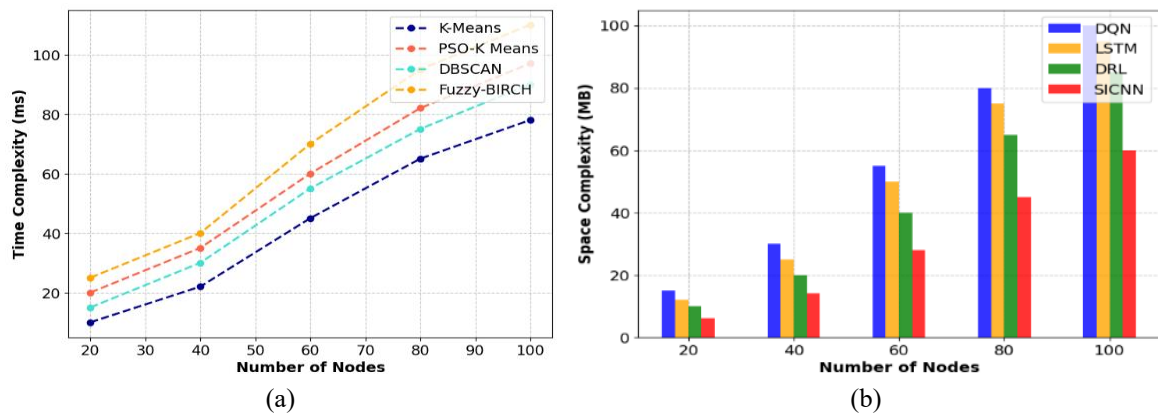 Time Complexity (ms)
100
80
60
40
20
K-Means
PSO-K Means
DBSCAN
Fuzzy-BIRCH
20 30 40 50 60 70 80 90 100
Number of Nodes
(a)
Space Complexity (MB)
100
80
60
40
20
0
DQN
LSTM
DRL
SICNN
20 40 60 80 100
Number of Nodes
(b)